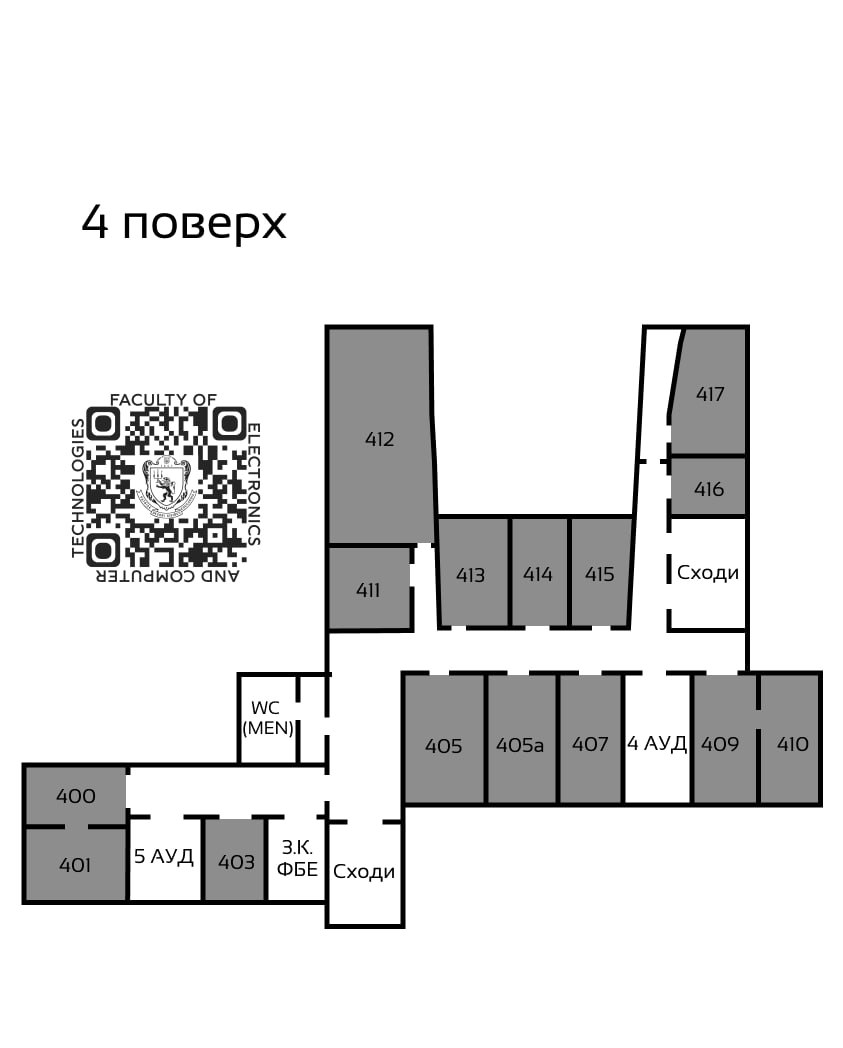 4 поверх
FACULTY OF
ELECTRONICS
AND COMPUTER
TECHNOLOGIES
412
417
416
411
413
414
415
Сходи
WC
(MEN)
405
405а
407
4 АУД
409
410
400
401
5 АУД
403
З.К.
ФБЕ
Сходи